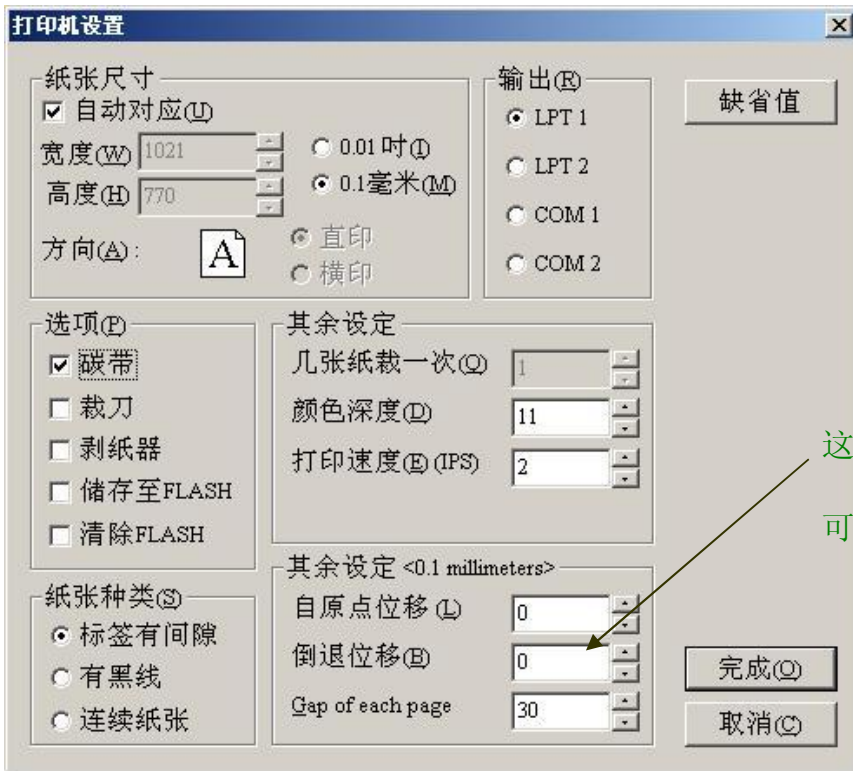 打印机设置
纸张尺寸
自动对应(U)
宽度(W) 1021
高度(H) 770
0.01 吋(I)
0.1毫米(M)
方向(A):
A
直印
横印
输出(R)
LPT 1
LPT 2
COM 1
COM 2
缺省值
选项(P)
碳带
裁刀
剥纸器
储存至FLASH
清除FLASH
其余设定
几张纸裁一次(Q) 1
颜色深度(D) 11
打印速度(E) (IPS) 2
这
可
纸张种类(S)
标签有间隙
有黑线
连续纸张
其余设定 <0.1 millimeters>
自原点位移 (L) 0
倒退位移(B) 0
Gap of each page 30
完成(O)
取消(C)